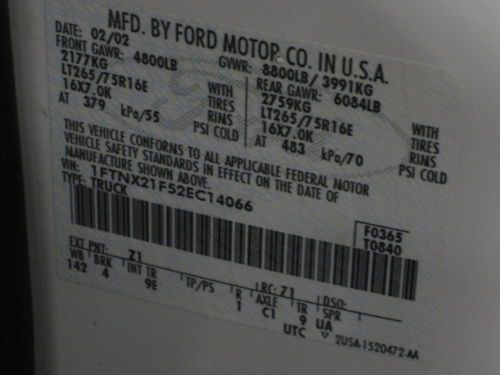 MFD. BY FORD MOTOR CO. IN U.S.A.
DATE: 02/02 GVWR: 8800LB/ 3991KG
FRONT GAWR: 4800LB REAR GAWR: 6084LB
2177KG WITH 2759KG WITH
LT265/75R16E TIRES LT265/75R16E TIRES
16X7.0K RIMS 16X7.0K RIMS
AT 379 kPa/55 PSI COLD AT 483 kPa/70 PSI COLD
THIS VEHICLE CONFORMS TO ALL APPLICABLE FEDERAL MOTOR
VEHICLE SAFETY STANDARDS IN EFFECT ON THE DATE OF
MANUFACTURE SHOWN ABOVE.
VIN: 1FTNX21F52EC14066
TYPE: TRUCK
F0365
T0840
EXT PNT: Z1 RC: Z1 DSO:
WB BRK INT TR TP/PS R AXLE TR SPR
142 4 9E 1 C1 9 UA
UTC
2USA-1520472-AA